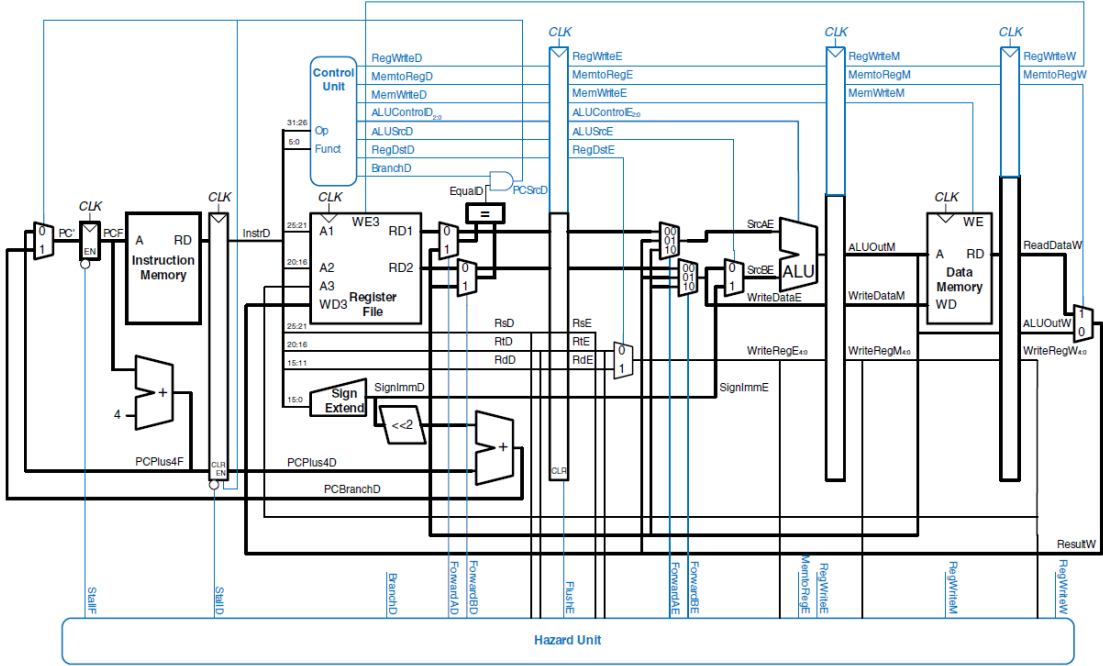 CLK
CLK
CLK
RegWriteD
RegWriteE
RegWriteM
RegWriteW
Control
Unit
MemtoRegD
MemtoRegE
MemtoRegM
MemtoRegW
MemWriteD
MemWriteE
MemWriteM
ALUControlD2:0
ALUControlE2:0
31:26
Op
ALUSrcD
ALUSrcE
5:0
Funct
RegDstD
RegDstE
BranchD
EqualD
PCSrcD
CLK
CLK
CLK
CLK
WE3
=
SrcAE
WE
0
1
PC'
EN
PCF
A
RD
Instruction
Memory
InstrD
25:21
A1
RD1
0
1
00
01
10
ALU
ALUOutM
ReadDataW
20:16
A2
RD2
0
1
00
01
10
0
1
SrcBE
A
RD
Data
Memory
A3
WD3
Register
File
WriteDataE
WriteDataM
WD
1
0
ALUOutW
25:21
RsD
RsE
20:16
RtD
RtE
0
1
WriteRegE4:0
WriteRegM4:0
WriteRegW4:0
15:11
RdD
RdE
+
4
15:0
Sign
Extend
SignImmD
SignImmE
<<2
+
PCPlus4F
CLR
EN
PCPlus4D
CLR
PCBranchD
ResultW
StallF
StallD
BranchD
ForwardAD
ForwardBD
FlushE
ForwardAE
ForwardBE
MemtoRegE
RegWriteE
RegWriteM
RegWriteW
Hazard Unit